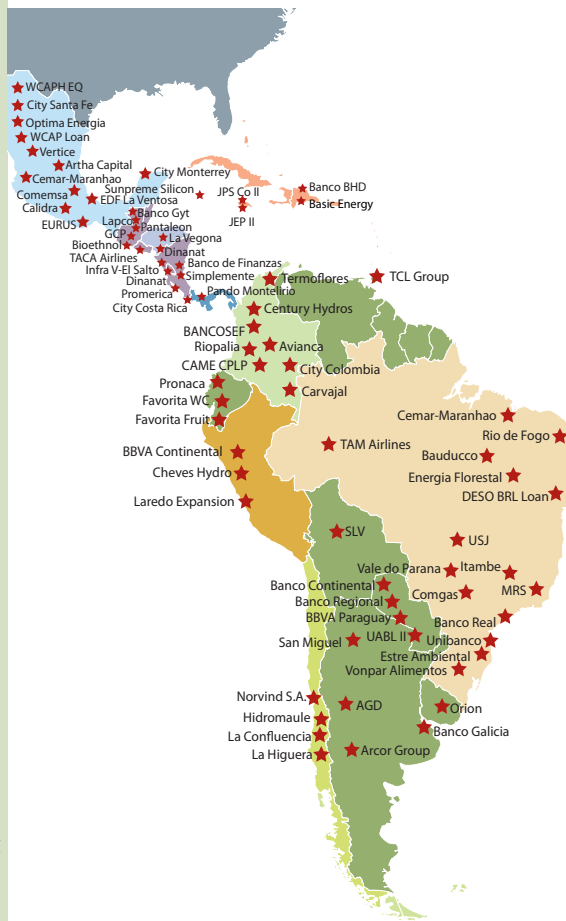 WCAPH EQ
City Santa Fe
Optima Energia
WCAP Loan
Vertice
Artha Capital
Cemar-Maranhao
Comemsa
EDF La Ventosa
Calidra
EURUS
City Monterrey
Sunpreme Silicon
JPS Co II
JEP II
Banco BHD
Basic Energy
Banco Gyt
Lapco
Pantaleon
GCP
La Vegona
Bioethnol
Dinanat
TACA Airlines
Banco de Finanzas
Infra V-El Salto
Simplemente
Dinanat
Pando Montelirio
Promerica
City Costa Rica
Termoflores
TCL Group
Century Hydros
BANCOSEF
Riopalia
Avianca
CAME CPLP
City Colombia
Pronaca
Carvajal
Favorita WC
Favorita Fruit
Cemar-Maranhao
Rio de Fogo
BBVA Continental
TAM Airlines
Bauducco
Cheves Hydro
Energia Florestal
DESO BRL Loan
Laredo Expansion
SLV
USJ
Vale do Parana
Itambe
Banco Continental
Comgas
MRS
Banco Regional
BBVA Paraguay
Banco Real
San Miguel
UABL II
Unibanco
Estre Ambiental
Vonpar Alimentos
Norvind S.A.
AGD
Orion
Hidromaule
Banco Galicia
La Confluencia
La Higuera
Arcor Group